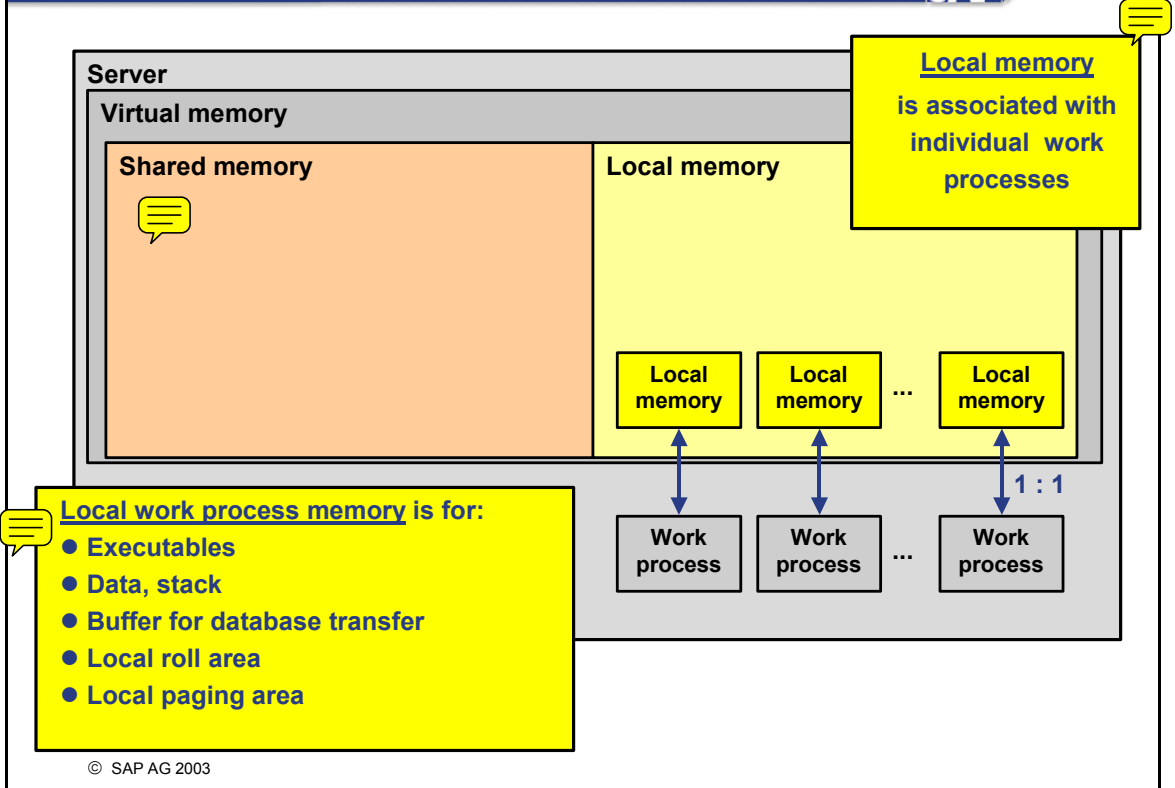 Server
Virtual memory
Shared memory
Local memory
Local memory
is associated with
individual work
processes
Local
memory
Local
memory
...
Local
memory
1 : 1
Work
process
Work
process
...
Work
process
Local work process memory is for:
● Executables
● Data, stack
● Buffer for database transfer
● Local roll area
● Local paging area
© SAP AG 2003